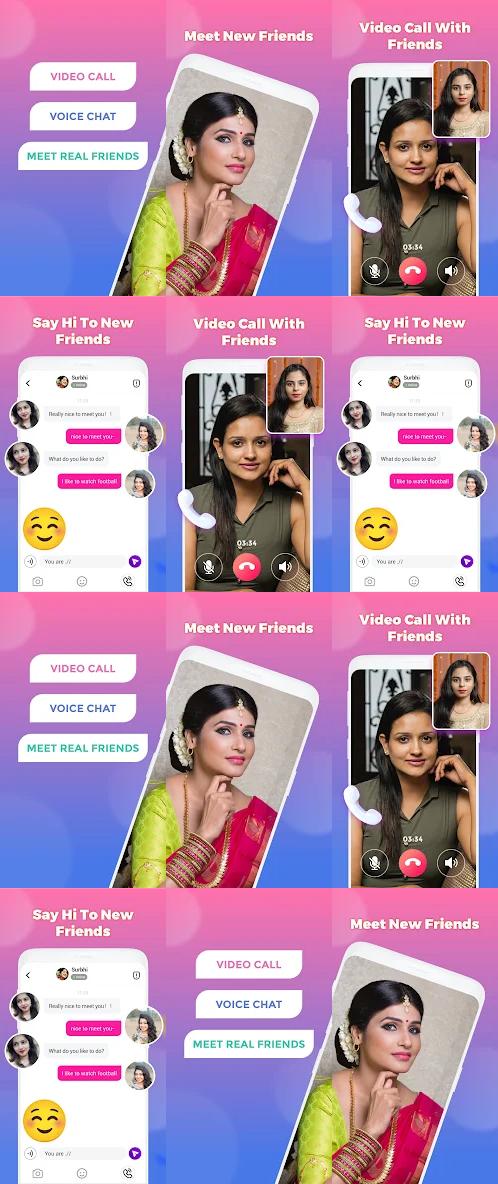 VIDEO CALL
VOICE CHAT
MEET REAL FRIENDS
Meet New Friends
Video Call With
Friends
03:34
Say Hi To New
Friends
Surbhi
Really nice to meet you! !
nice to meet you~
What do you like to do?
I like to watch football
You are .//
Video Call With
Friends
03:34
Say Hi To New
Friends
Surbhi
Really nice to meet you! !
nice to meet you~
What do you like to do?
I like to watch football
You are .//
VIDEO CALL
VOICE CHAT
MEET REAL FRIENDS
Meet New Friends
Video Call With
Friends
03:34
Say Hi To New
Friends
Surbhi
Really nice to meet you! !
nice to meet you~
What do you like to do?
I like to watch football
You are .//
VIDEO CALL
VOICE CHAT
MEET REAL FRIENDS
Meet New Friends